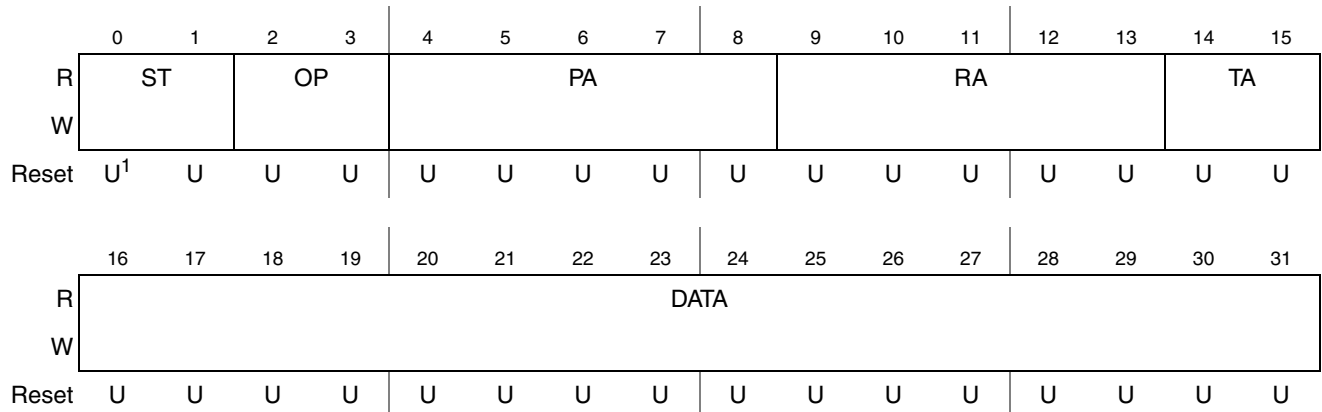 0 1 2 3 4 5 6 7 8 9 10 11 12 13 14 15
R ST OP PA RA TA
W
Reset U1 U U U U U U U U U U U U U U U
16 17 18 19 20 21 22 23 24 25 26 27 28 29 30 31
R DATA
W
Reset U U U U U U U U U U U U U U U U